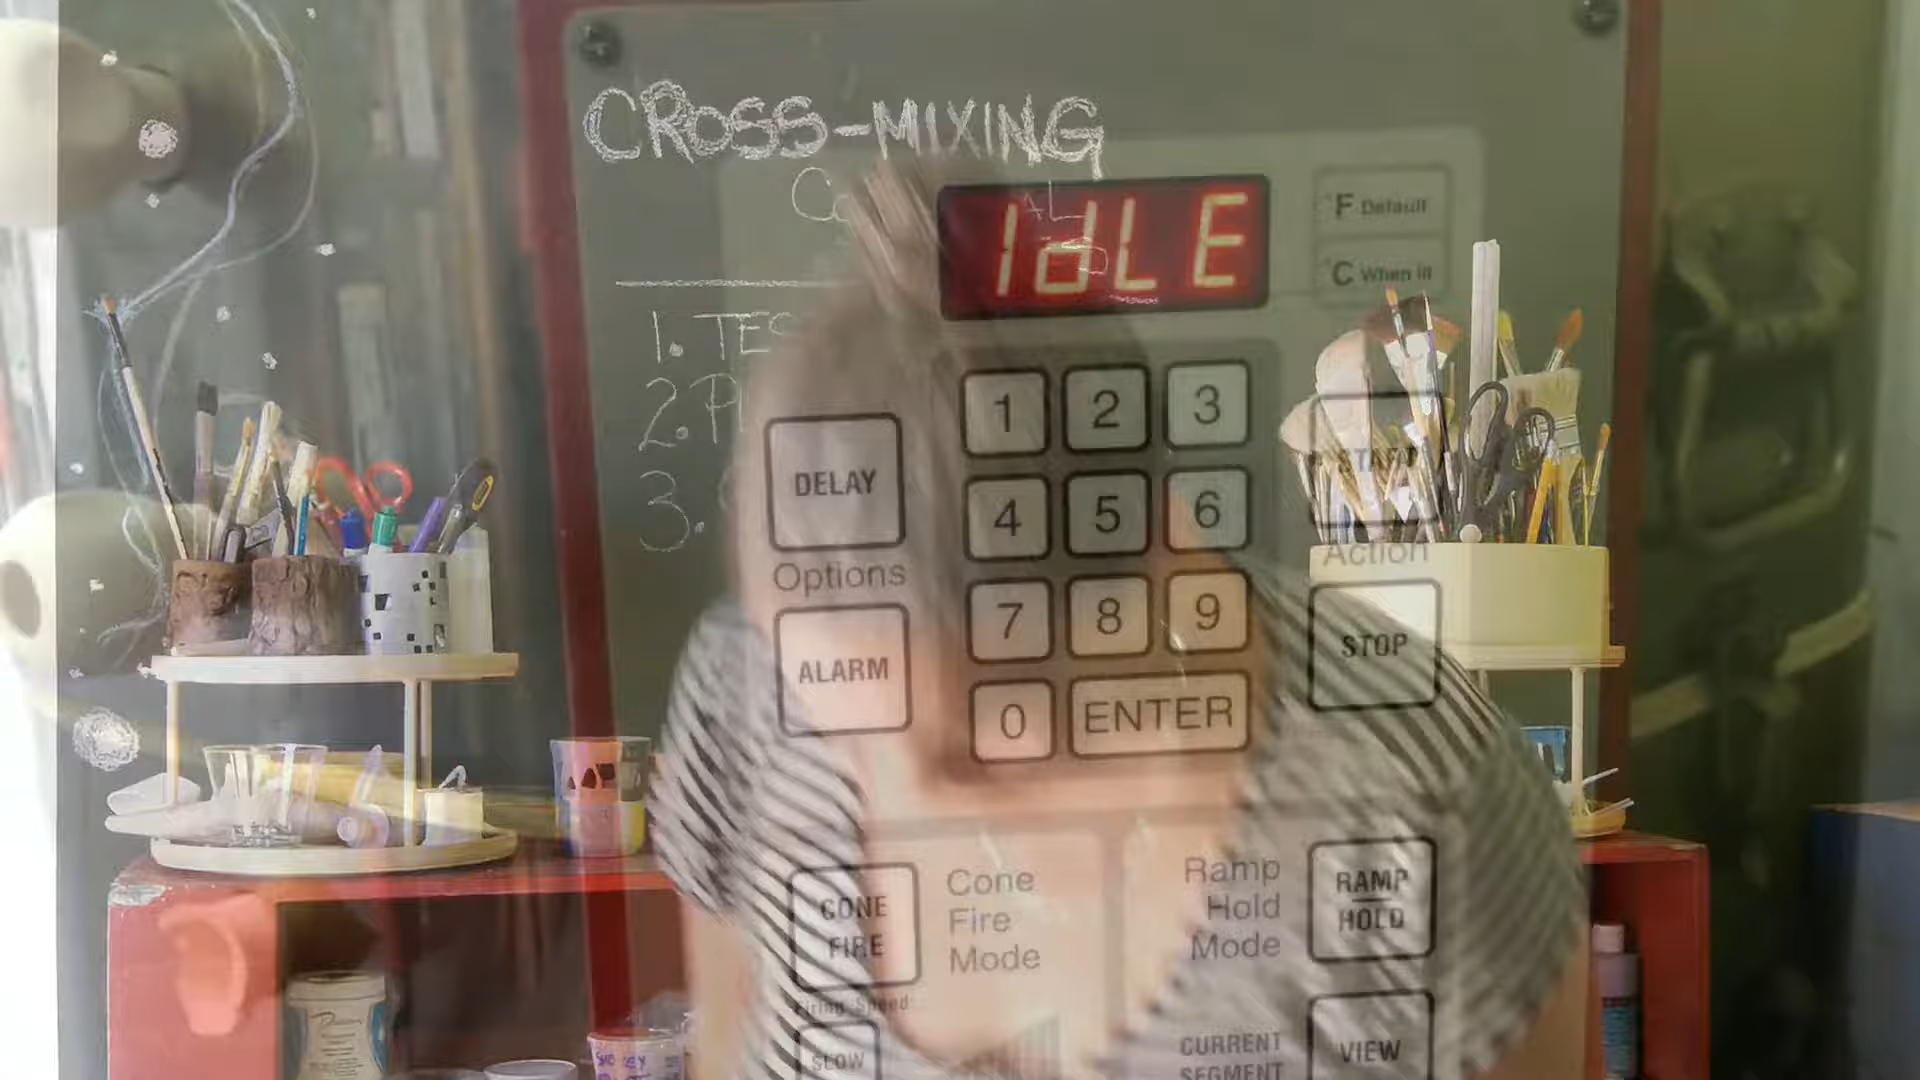 CROSS-MIXING
IdLE
°F Default
°C When lit
1. TES
2. P
3.
1 2 3
DELAY
4 5 6
START
Options
Action
7 8 9
ALARM
STOP
0 ENTER
CONE
FIRE
Cone
Fire
Mode
Ramp
Hold
Mode
RAMP
HOLD
Firing Speed:
SLOW
CURRENT
SEGMENT
VIEW